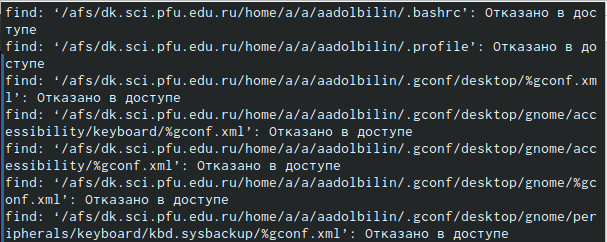 find: ‘/afs/dk.sci.pfu.edu.ru/home/a/a/aadolbilin/.bashrc’: Отказано в дос
тупе
find: ‘/afs/dk.sci.pfu.edu.ru/home/a/a/aadolbilin/.profile’: Отказано в до
ступе
find: ‘/afs/dk.sci.pfu.edu.ru/home/a/a/aadolbilin/.gconf/desktop/%gconf.xm
l’: Отказано в доступе
find: ‘/afs/dk.sci.pfu.edu.ru/home/a/a/aadolbilin/.gconf/desktop/gnome/acc
essibility/keyboard/%gconf.xml’: Отказано в доступе
find: ‘/afs/dk.sci.pfu.edu.ru/home/a/a/aadolbilin/.gconf/desktop/gnome/acc
essibility/%gconf.xml’: Отказано в доступе
find: ‘/afs/dk.sci.pfu.edu.ru/home/a/a/aadolbilin/.gconf/desktop/gnome/%gc
onf.xml’: Отказано в доступе
find: ‘/afs/dk.sci.pfu.edu.ru/home/a/a/aadolbilin/.gconf/desktop/gnome/per
ipherals/keyboard/kbd.sysbackup/%gconf.xml’: Отказано в доступе